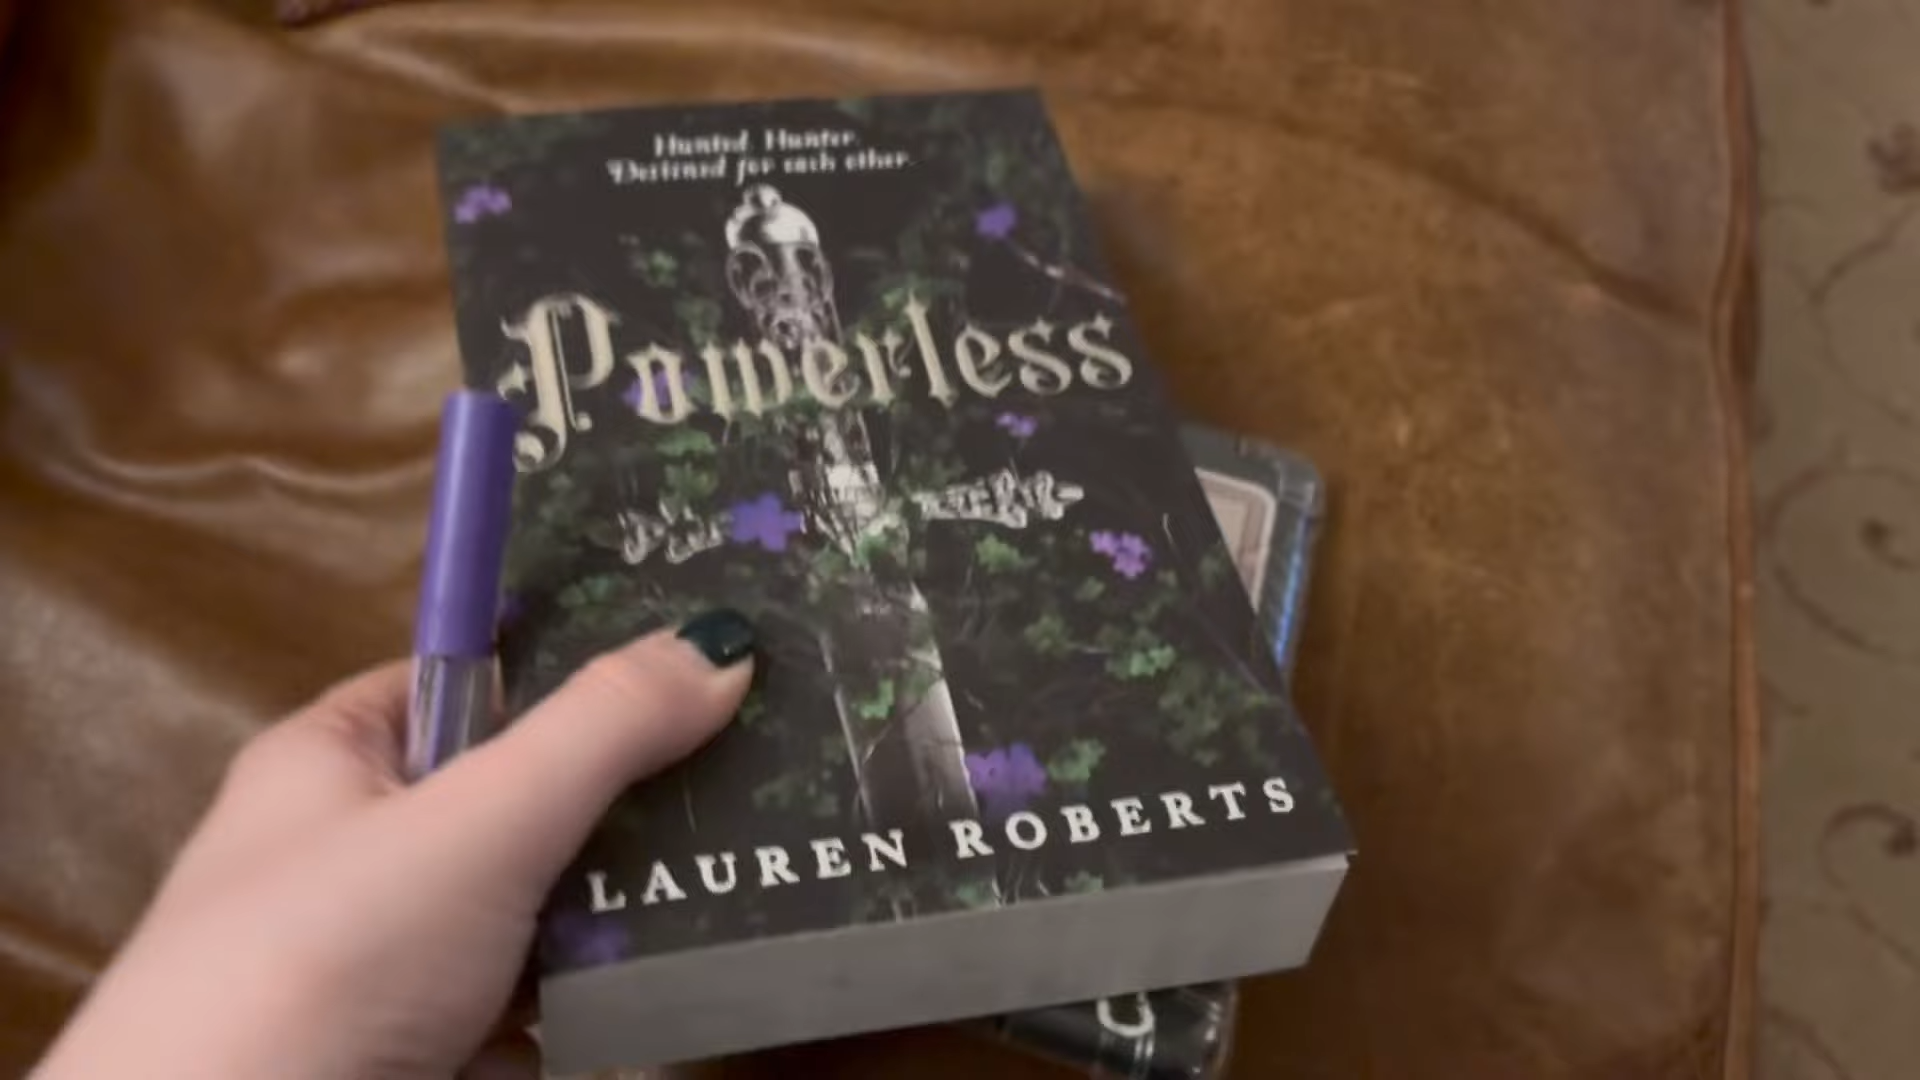 Hunted. Hunter.
Destined for each other.
Powerless
LAUREN ROBERTS